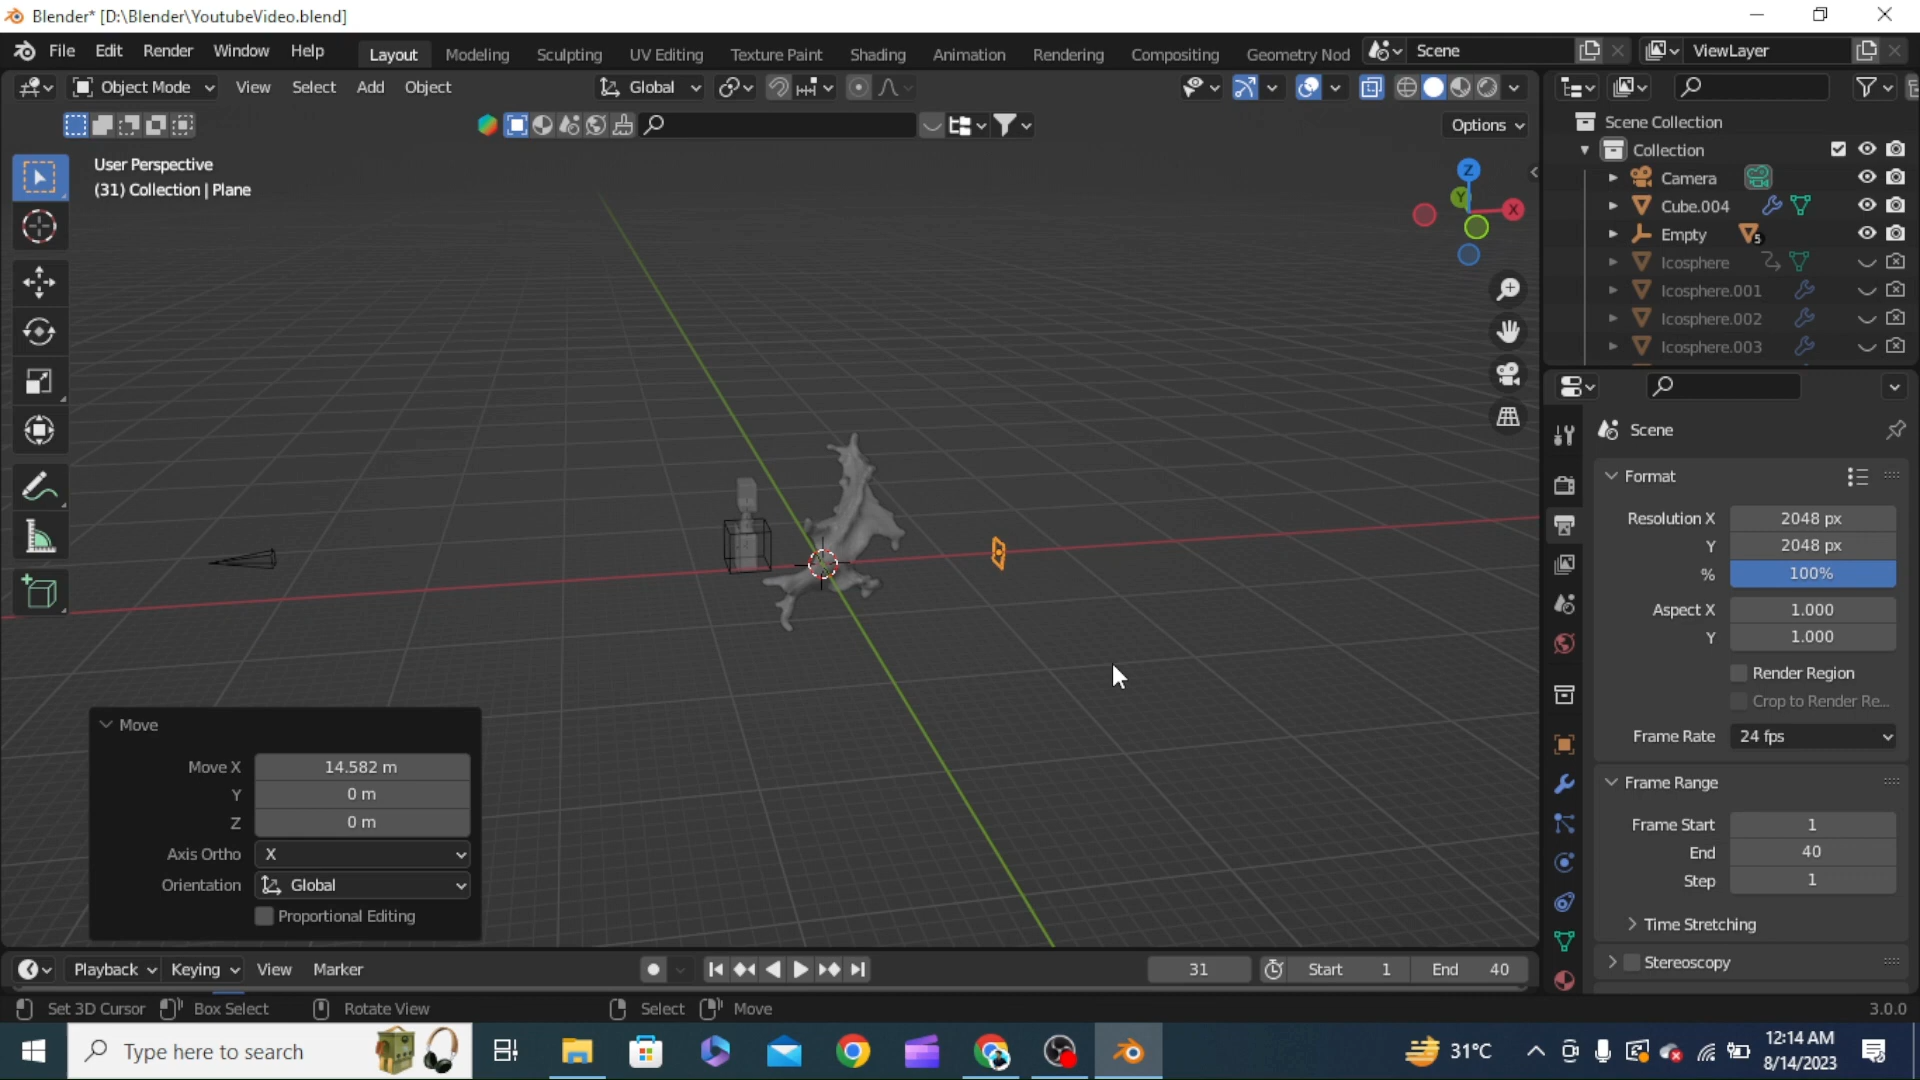 Blender* [D:\Blender\YoutubeVideo.blend]
File Edit Render Window Help Layout Modeling Sculpting UV Editing Texture Paint Shading Animation Rendering Compositing Geometry Nod Scene ViewLayer
Object Mode View Select Add Object Global
Options
User Perspective
(31) Collection | Plane
Z
Y
X
Scene Collection
Collection
Camera
Cube.004
Empty 5
Icosphere
Icosphere.001
Icosphere.002
Icosphere.003
Scene
Format
Resolution X 2048 px
Y 2048 px
% 100%
Aspect X 1.000
Y 1.000
Render Region
Crop to Render Re...
Frame Rate 24 fps
Frame Range
Frame Start 1
End 40
Step 1
Time Stretching
Stereoscopy
Move
Move X 14.582 m
Y 0 m
Z 0 m
Axis Ortho X
Orientation Global
Proportional Editing
Playback Keying View Marker 31 Start 1 End 40
Set 3D Cursor Box Select Rotate View Select Move 3.0.0
Type here to search 31°C 12:14 AM
8/14/2023